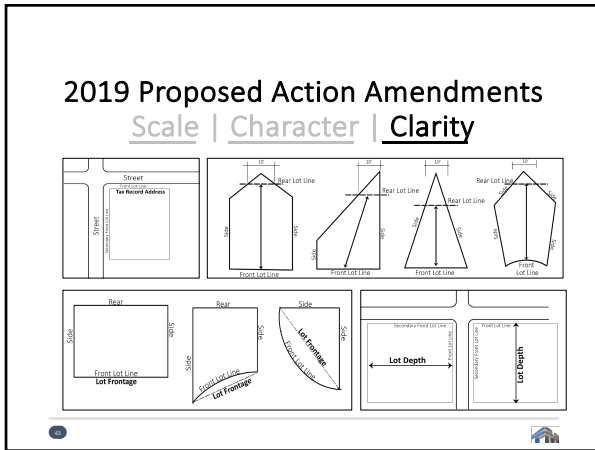 2019 Proposed Action Amendments
Scale | Character | Clarity
Street
Front Lot Line
Tax Record Address
Street
Secondary Front Lot Line
10'
Rear Lot Line
Side
Side
Front Lot Line
10'
Rear Lot Line
Side
Side
Front Lot Line
10'
Rear Lot Line
Side
Side
Front Lot Line
10'
Rear Lot Line
Side
Side
Front
Lot Line
Rear
Side
Side
Front Lot Line
Lot Frontage
Rear
Side
Side
Front Lot Line
Lot Frontage
Side
Side
Lot Frontage
Front Lot Line
Secondary Front Lot Line
Front Lot Line
Lot Depth
Front Lot Line
Secondary Front Lot Line
Lot Depth
43